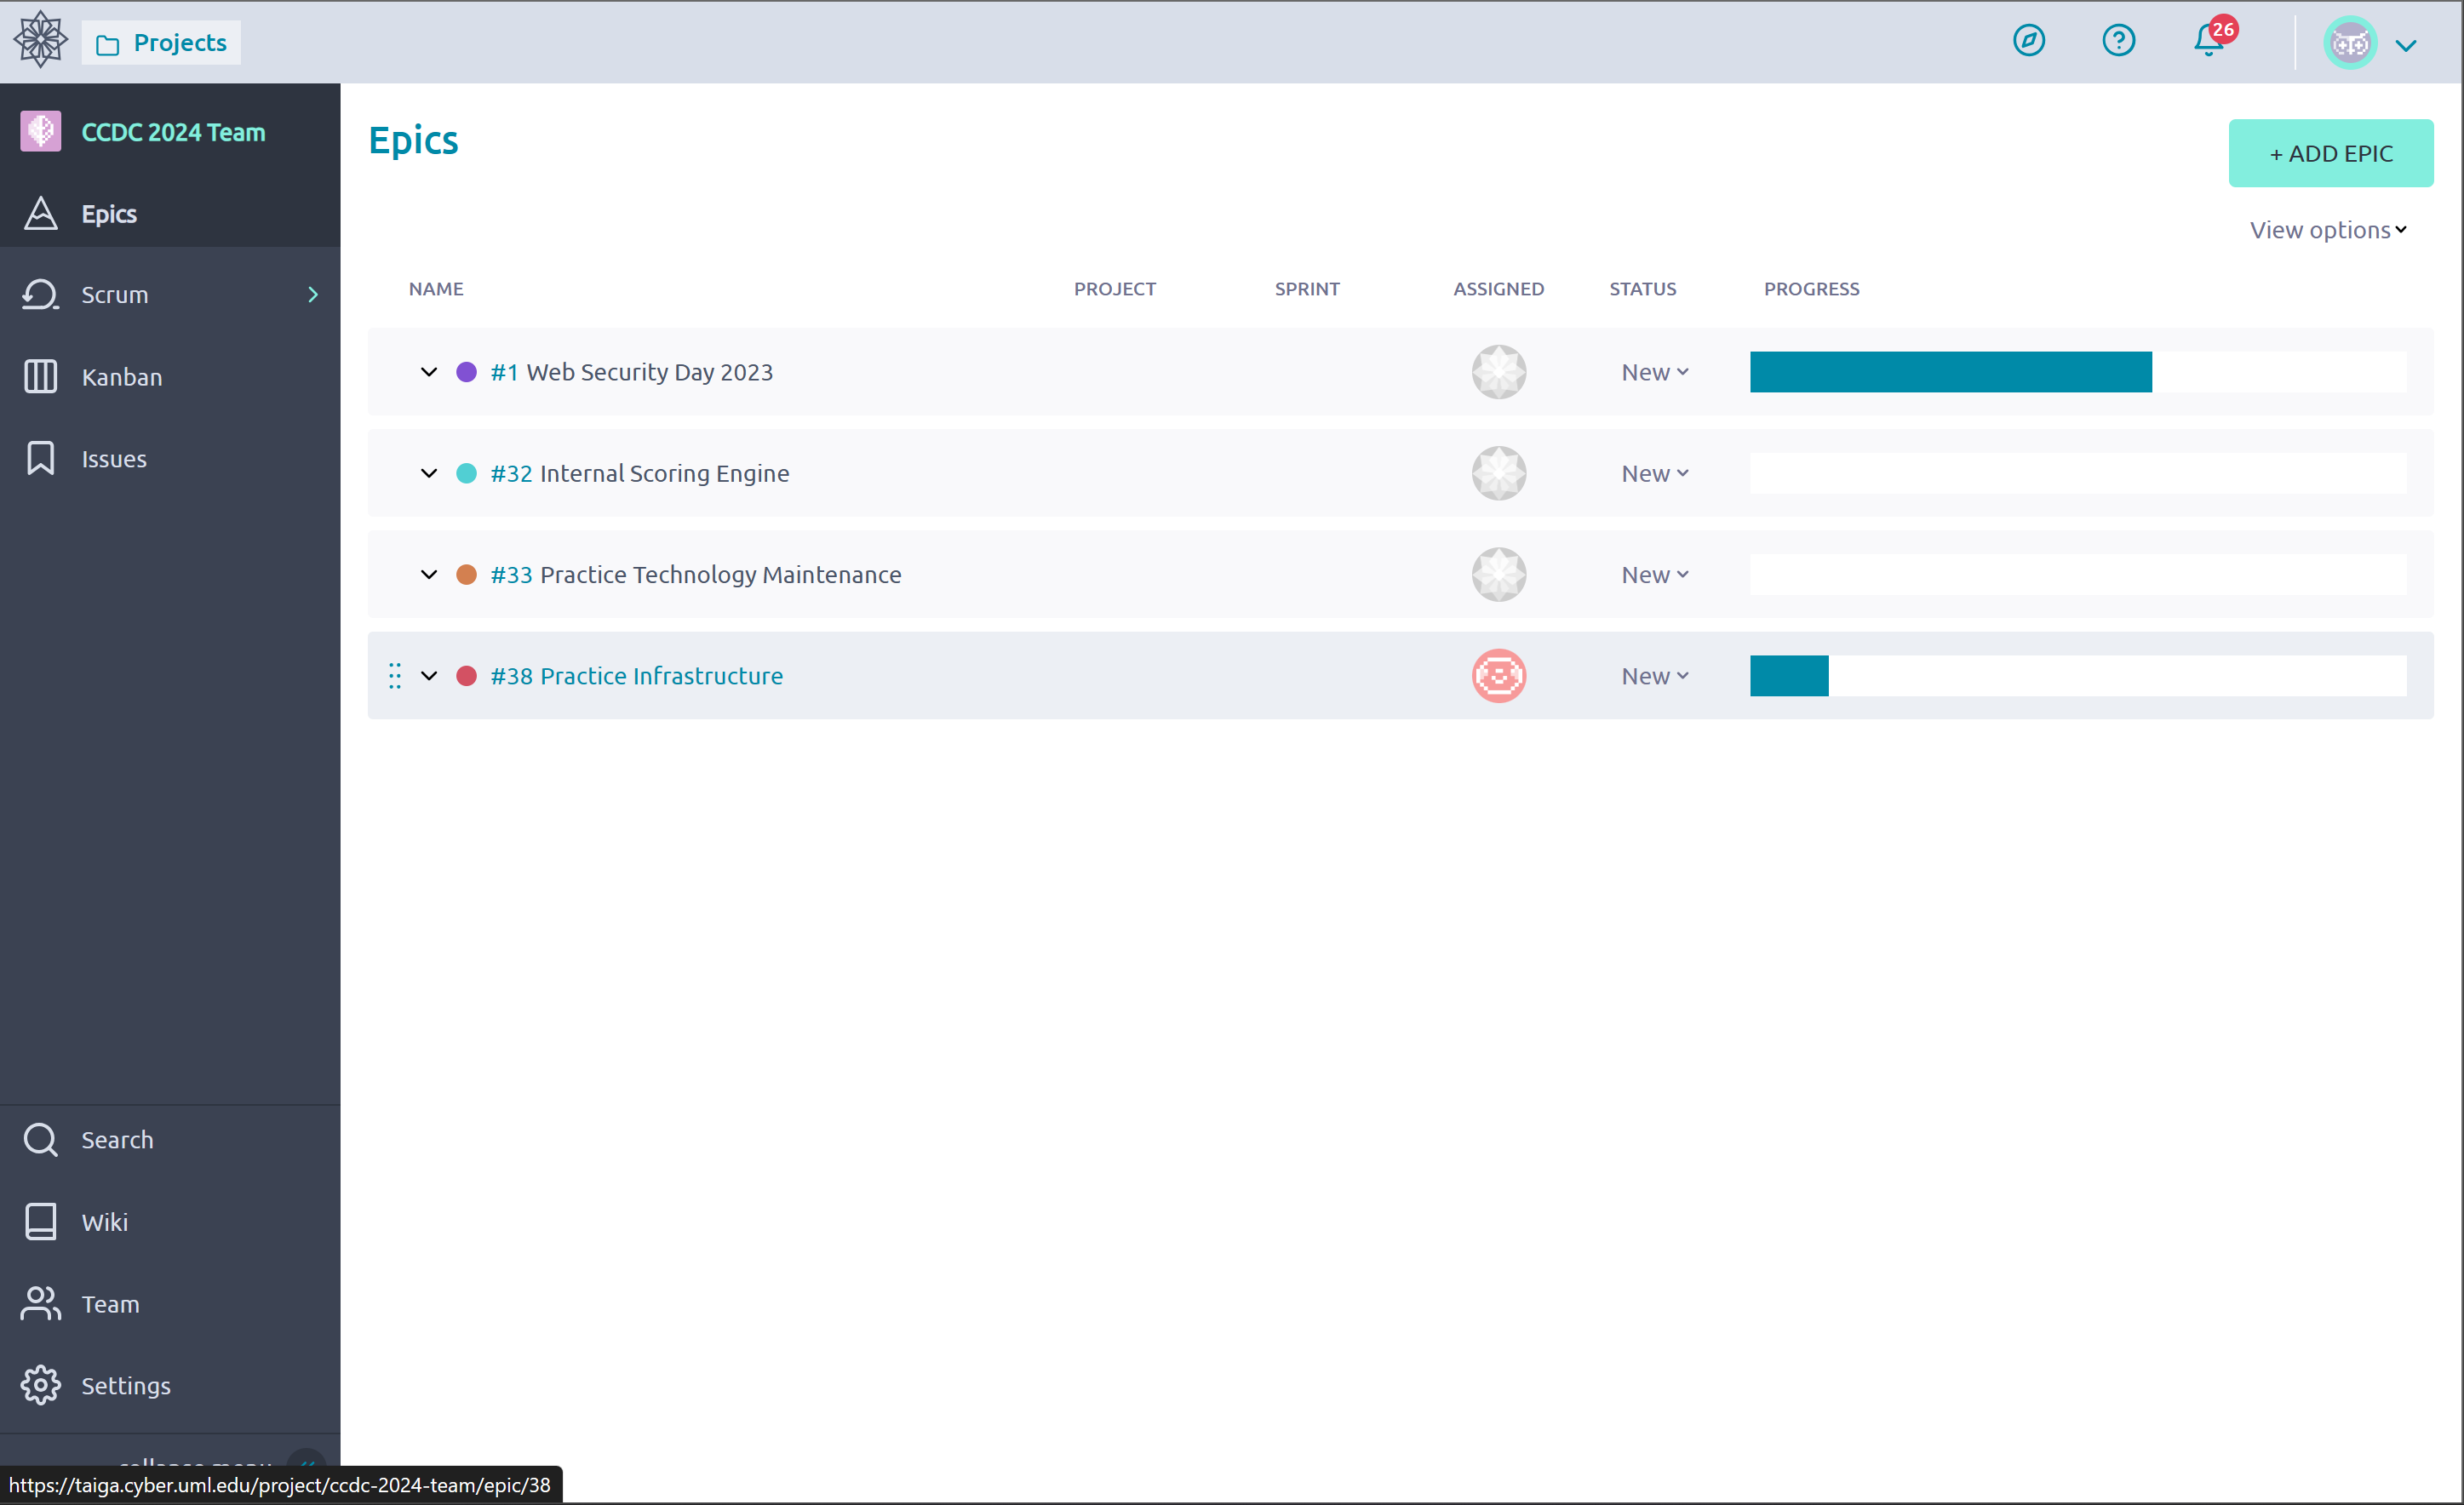 Projects
26
CCDC 2024 Team
Epics
Scrum
Kanban
Issues
Search
Wiki
Team
Settings
collapse menu
https://taiga.cyber.uml.edu/project/ccdc-2024-team/epic/38
Epics
+ ADD EPIC
View options
NAME PROJECT SPRINT ASSIGNED STATUS PROGRESS
#1 Web Security Day 2023 New
#32 Internal Scoring Engine New
#33 Practice Technology Maintenance New
#38 Practice Infrastructure New